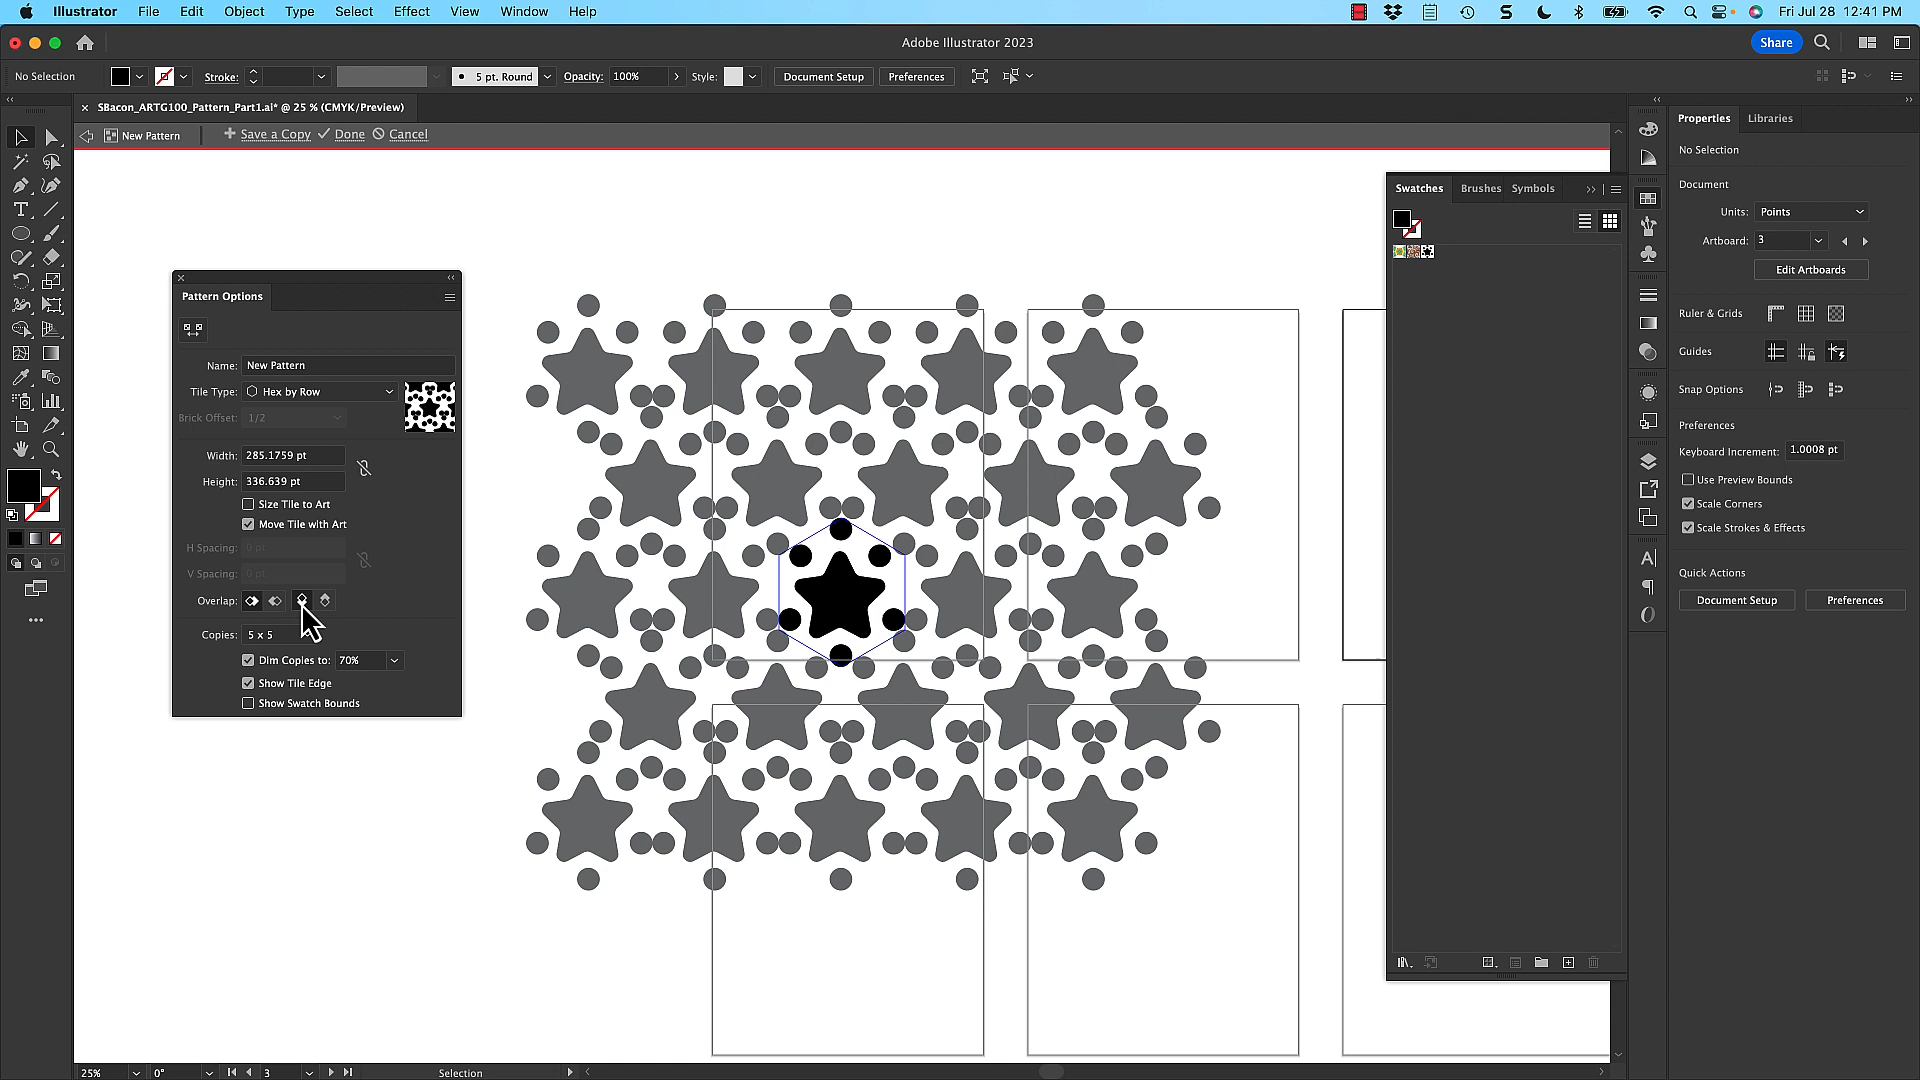 Illustrator File Edit Object Type Select Effect View Window Help Fri Jul 28 12:41 PM
Adobe Illustrator 2023 Share
No Selection Stroke: 5 pt. Round Opacity: 100% Style: Document Setup Preferences
SBacon_ARTG100_Pattern_Part1.ai* @ 25 % (CMYK/Preview)
New Pattern Save a Copy Done Cancel
Pattern Options
Name: New Pattern
Tile Type: Hex by Row
Brick Offset: 1/2
Width: 285.1759 pt
Height: 336.639 pt
Size Tile to Art
Move Tile with Art
H Spacing: 0 pt
V Spacing: 0 pt
Overlap:
Copies: 5 x 5
Dim Copies to: 70%
Show Tile Edge
Show Swatch Bounds
Swatches Brushes Symbols
Properties Libraries
No Selection
Document
Units: Points
Artboard: 3
Edit Artboards
Ruler & Grids
Guides
Snap Options
Preferences
Keyboard Increment: 1.0008 pt
Use Preview Bounds
Scale Corners
Scale Strokes & Effects
Quick Actions
Document Setup Preferences
25% 0° 3 Selection